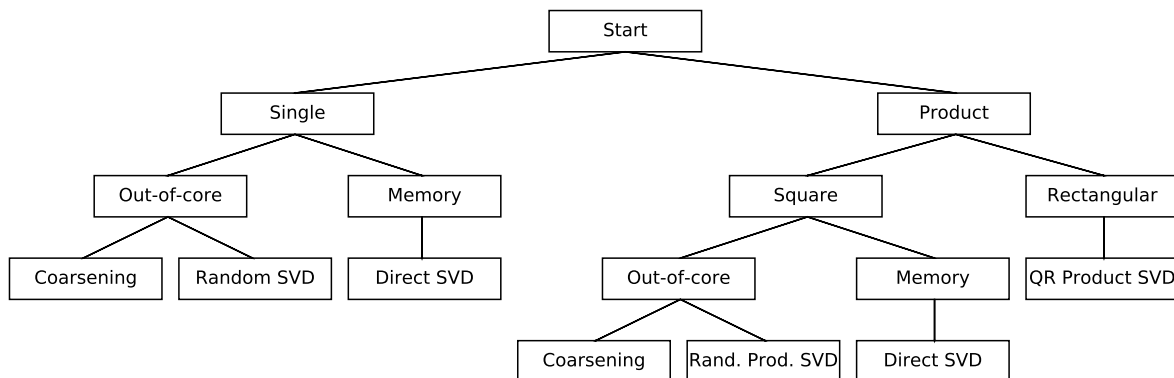 Start
Single
Product
Out-of-core
Memory
Square
Rectangular
Coarsening
Random SVD
Direct SVD
Out-of-core
Memory
QR Product SVD
Coarsening
Rand. Prod. SVD
Direct SVD